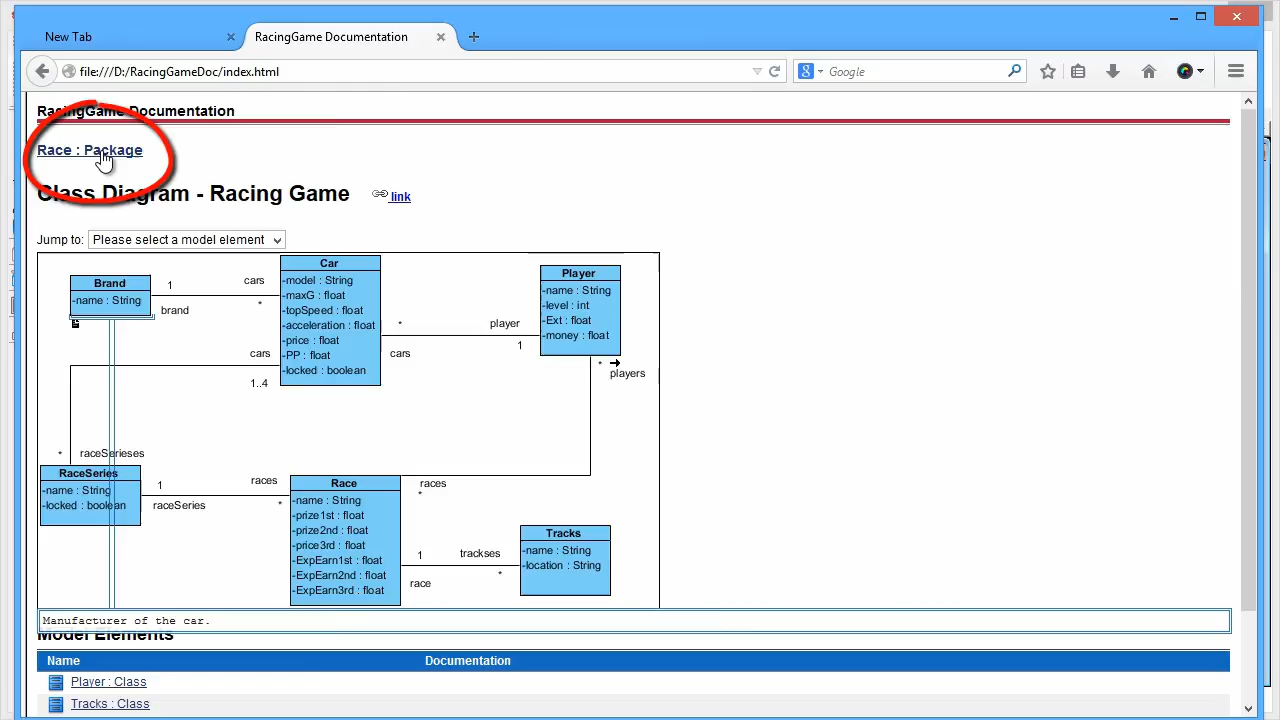 New Tab
RacingGame Documentation
file:///D:/RacingGameDoc/index.html
Google
RacingGame Documentation
Race : Package
Class Diagram - Racing Game
link
Jump to: Please select a model element
Brand
-name : String
1
cars
*
brand
Car
-model : String
-maxG : float
-topSpeed : float
-acceleration : float
-price : float
-PP : float
-locked : boolean
*
player
cars
1
Player
-name : String
-level : int
-Ext : float
-money : float
*
players
cars
1..4
*
raceSerieses
RaceSeries
-name : String
-locked : boolean
1
races
raceSeries
*
Race
-name : String
-prize1st : float
-prize2nd : float
-price3rd : float
-ExpEarn1st : float
-ExpEarn2nd : float
-ExpEarn3rd : float
races
*
1
trackses
race
*
Tracks
-name : String
-location : String
Manufacturer of the car.
Model Elements
Name Documentation
Player : Class
Tracks : Class